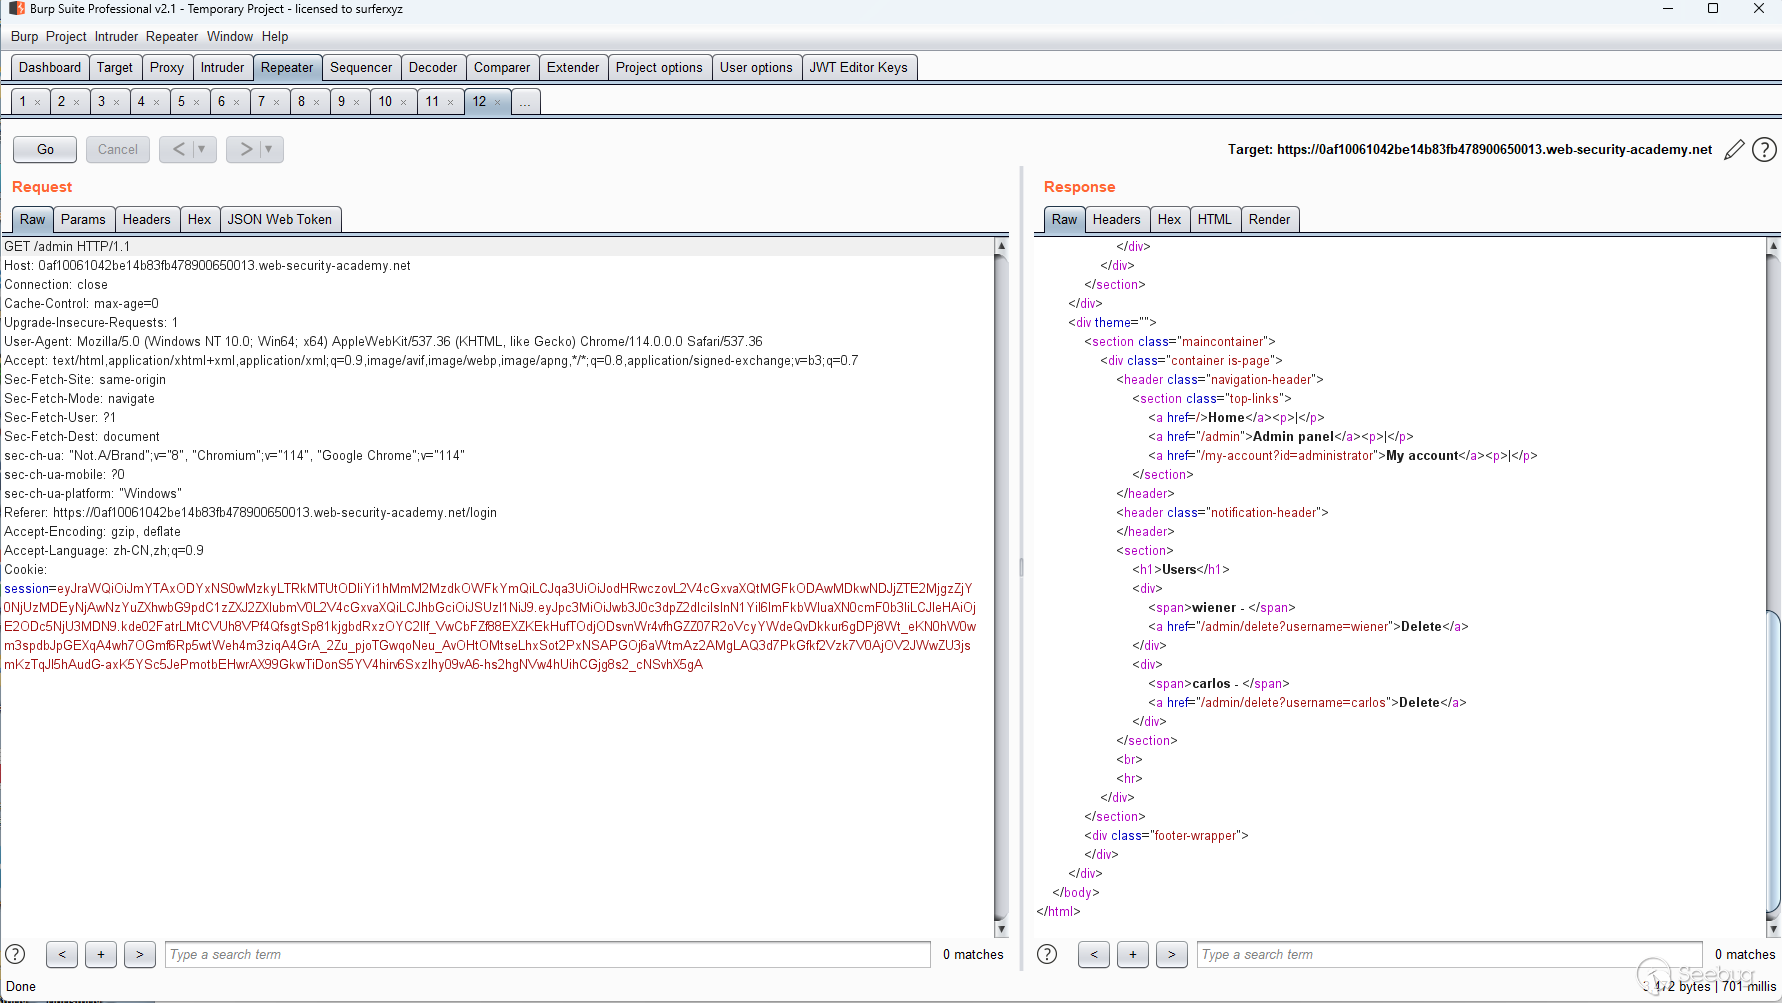 Burp Suite Professional v2.1 - Temporary Project - licensed to surferxyz
Burp Project Intruder Repeater Window Help
Dashboard Target Proxy Intruder Repeater Sequencer Decoder Comparer Extender Project options User options JWT Editor Keys
1 × 2 × 3 × 4 × 5 × 6 × 7 × 8 × 9 × 10 × 11 × 12 × ...
Go Cancel < ▼ > ▼
Target: https://0af10061042be14b83fb478900650013.web-security-academy.net
Request
Raw Params Headers Hex JSON Web Token
GET /admin HTTP/1.1
Host: 0af10061042be14b83fb478900650013.web-security-academy.net
Connection: close
Cache-Control: max-age=0
Upgrade-Insecure-Requests: 1
User-Agent: Mozilla/5.0 (Windows NT 10.0; Win64; x64) AppleWebKit/537.36 (KHTML, like Gecko) Chrome/114.0.0.0 Safari/537.36
Accept: text/html,application/xhtml+xml,application/xml;q=0.9,image/avif,image/webp,image/apng,*/*;q=0.8,application/signed-exchange;v=b3;q=0.7
Sec-Fetch-Site: same-origin
Sec-Fetch-Mode: navigate
Sec-Fetch-User: ?1
Sec-Fetch-Dest: document
sec-ch-ua: "Not.A/Brand";v="8", "Chromium";v="114", "Google Chrome";v="114"
sec-ch-ua-mobile: ?0
sec-ch-ua-platform: "Windows"
Referer: https://0af10061042be14b83fb478900650013.web-security-academy.net/login
Accept-Encoding: gzip, deflate
Accept-Language: zh-CN,zh;q=0.9
Cookie:
session=
0 matches
Type a search term
Done
Response
Raw Headers Hex HTML Render
</div>
</div>
</section>
</div>
<div theme="">
<section class="maincontainer">
<div class="container is-page">
<header class="navigation-header">
<section class="top-links">
<a href=/>Home</a><p>|</p>
<a href="/admin">Admin panel</a><p>|</p>
<a href="/my-account?id=administrator">My account</a><p>|</p>
</section>
</header>
<header class="notification-header">
</header>
<section>
<h1>Users</h1>
<div>
<span>wiener - </span>
<a href="/admin/delete?username=wiener">Delete</a>
</div>
<div>
<span>carlos - </span>
<a href="/admin/delete?username=carlos">Delete</a>
</div>
</section>
<br>
<hr>
</div>
</section>
<div class="footer-wrapper">
</div>
</div>
</body>
</html>
Type a search term
0 matches
Seebug
bytes | 701 millis